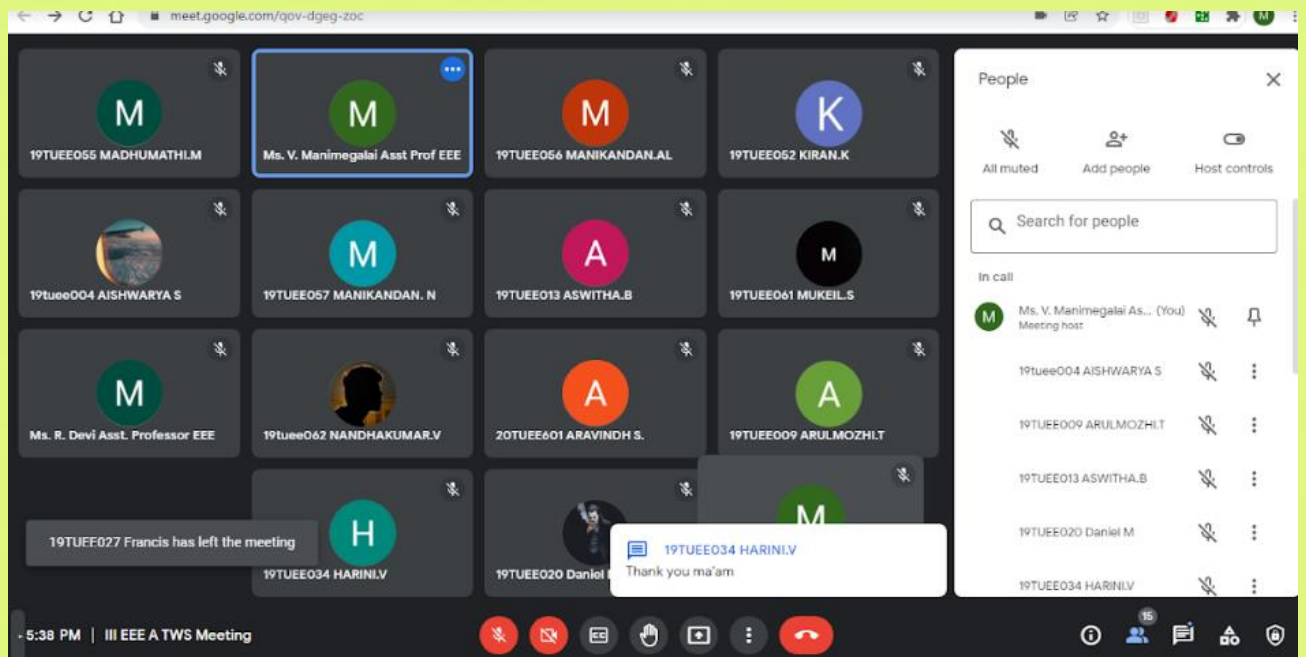 meet.google.com/qov-dgeg-zoc
M
M
M
M
K
19TUEE055 MADHUMATHI.M
Ms. V. Manimegalai Asst Prof EEE
19TUEE056 MANIKANDAN.AL
19TUEE052 KIRAN.K
M
A
M
19tuee004 AISHWARYA S
19TUEE057 MANIKANDAN. N
19TUEE013 ASWITHA.B
19TUEE061 MUKEIL.S
M
A
A
Ms. R. Devi Asst. Professor EEE
19tuee062 NANDHAKUMAR.V
20TUEE601 ARAVINDH S.
19TUEE009 ARULMOZHI.T
H
M
19TUEE027 Francis has left the meeting
19TUEE034 HARINI.V
19TUEE020 Daniel
19TUEE034 HARINI.V
Thank you ma'am
People
All muted
Add people
Host controls
Search for people
In call
M
Ms. V. Manimegalai As... (You)
Meeting host
19tuee004 AISHWARYA S
19TUEE009 ARULMOZHI.T
19TUEE013 ASWITHA.B
19TUEE020 Daniel M
19TUEE034 HARINI.V
5:38 PM | III EEE A TWS Meeting
CC
15